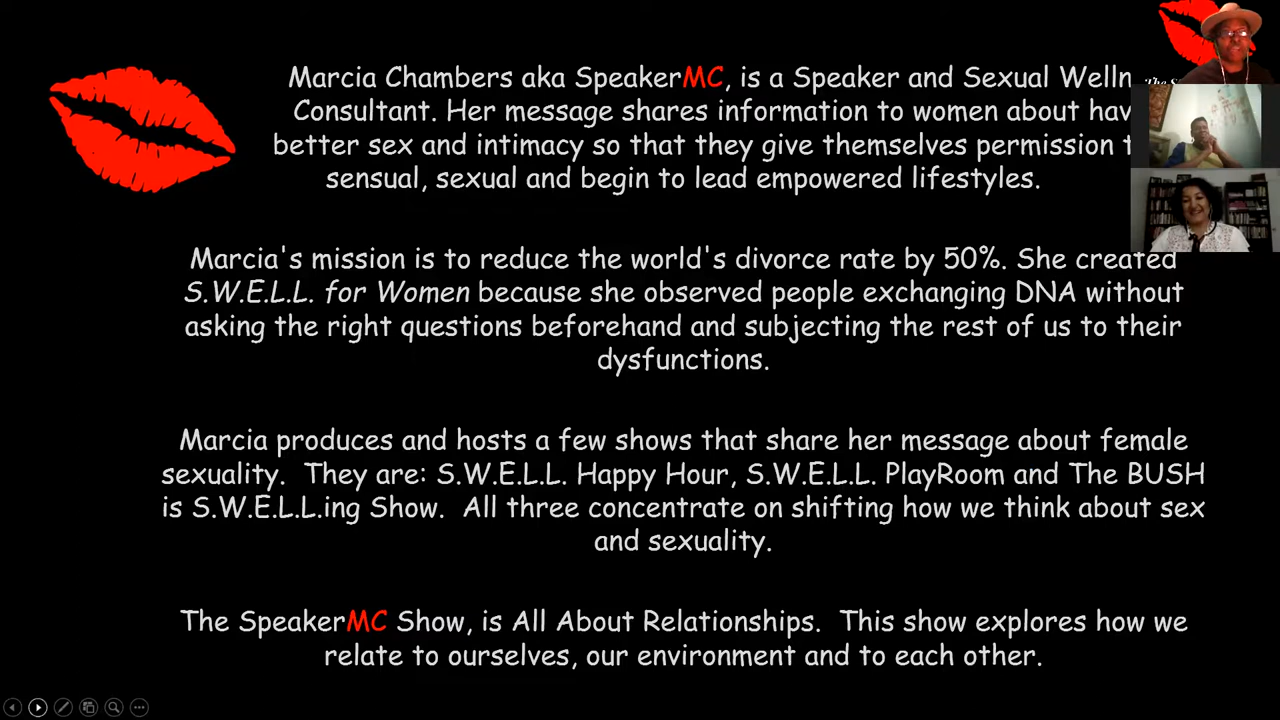 Marcia Chambers aka SpeakerMC, is a Speaker and Sexual Welln
Consultant. Her message shares information to women about hav
better sex and intimacy so that they give themselves permission t
sensual, sexual and begin to lead empowered lifestyles.
Marcia's mission is to reduce the world's divorce rate by 50%. She created
S.W.E.L.L. for Women because she observed people exchanging DNA without
asking the right questions beforehand and subjecting the rest of us to their
dysfunctions.
Marcia produces and hosts a few shows that share her message about female
sexuality. They are: S.W.E.L.L. Happy Hour, S.W.E.L.L. PlayRoom and The BUSH
is S.W.E.L.L.ing Show. All three concentrate on shifting how we think about sex
and sexuality.
The SpeakerMC Show, is All About Relationships. This show explores how we
relate to ourselves, our environment and to each other.